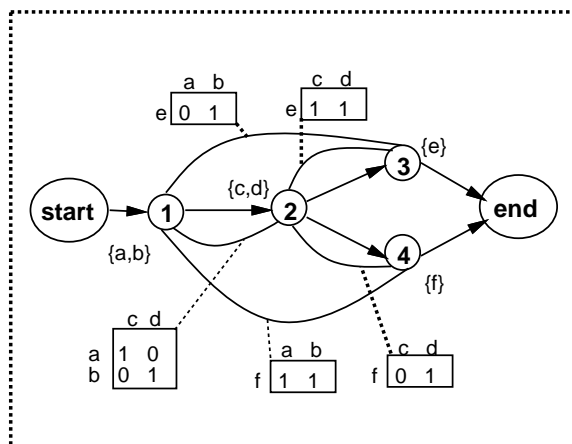 a b
e 0 1
c d
e 1 1
{e}
3
{c,d}
start
1
2
end
{a,b}
4
{f}
c d
a 1 0
b 0 1
a b
f 1 1
c d
f 0 1